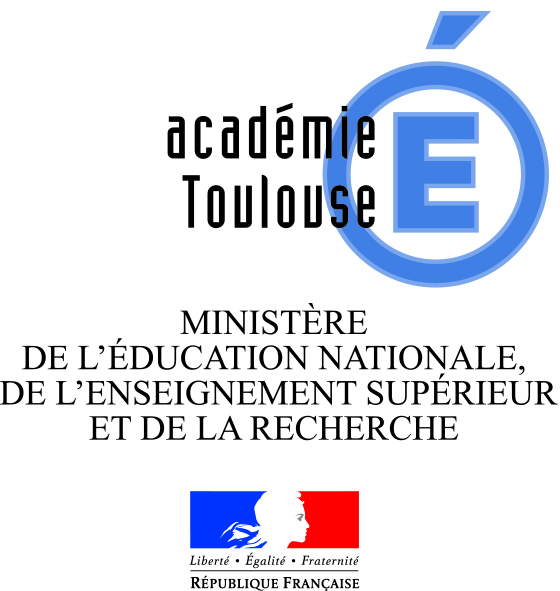 académie
Toulouse
É
MINISTÈRE
DE L’ÉDUCATION NATIONALE,
DE L’ENSEIGNEMENT SUPÉRIEUR
ET DE LA RECHERCHE
Liberté • Égalité • Fraternité
RÉPUBLIQUE FRANÇAISE